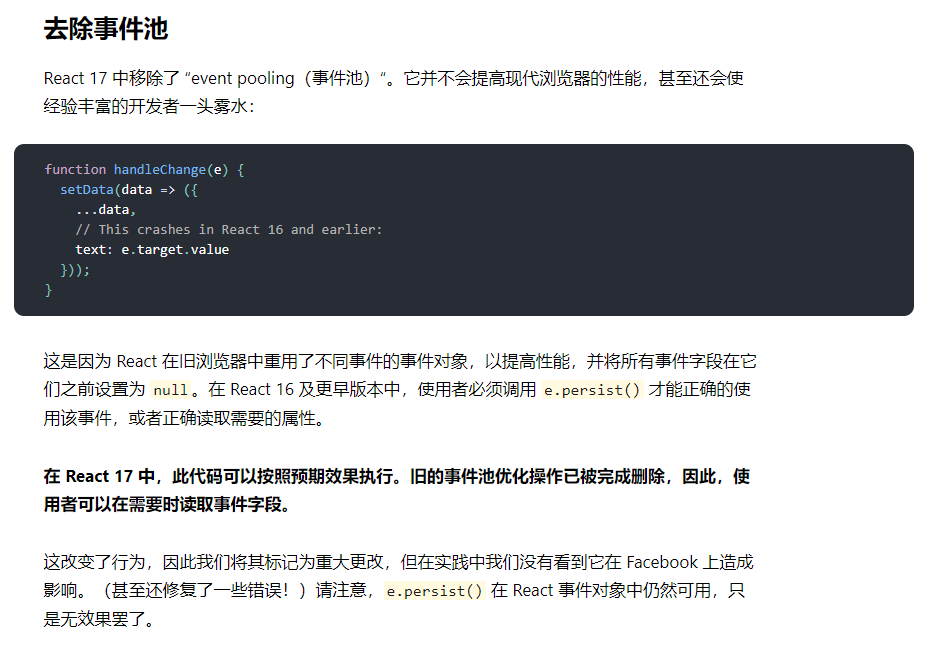 去除事件池
React 17 中移除了 “event pooling（事件池）“。它并不会提高现代浏览器的性能，甚至还会使
经验丰富的开发者一头雾水：
function handleChange(e) {
  setData(data => ({
    ...data,
    // This crashes in React 16 and earlier:
    text: e.target.value
  }));
}
这是因为 React 在旧浏览器中重用了不同事件的事件对象，以提高性能，并将所有事件字段在它
们之前设置为 null。在 React 16 及更早版本中，使用者必须调用 e.persist() 才能正确的使
用该事件，或者正确读取需要的属性。
在 React 17 中，此代码可以按照预期效果执行。旧的事件池优化操作已被完成删除，因此，使
用者可以在需要时读取事件字段。
这改变了行为，因此我们将其标记为重大更改，但在实践中我们没有看到它在 Facebook 上造成
影响。（甚至还修复了一些错误！）请注意，e.persist() 在 React 事件对象中仍然可用，只
是无效果罢了。